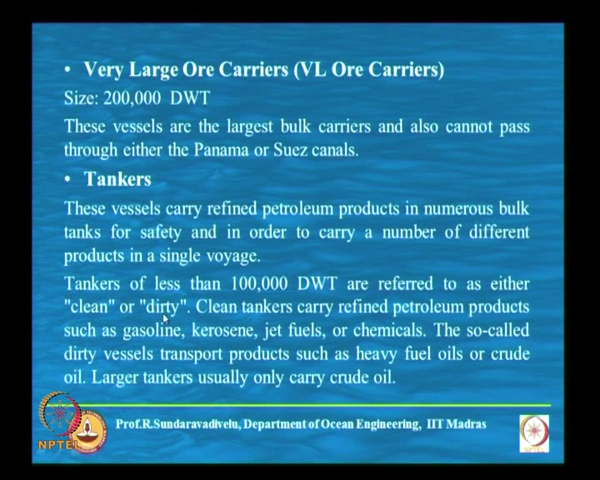 • Very Large Ore Carriers (VL Ore Carriers)
Size: 200,000 DWT
These vessels are the largest bulk carriers and also cannot pass
through either the Panama or Suez canals.
• Tankers
These vessels carry refined petroleum products in numerous bulk
tanks for safety and in order to carry a number of different
products in a single voyage.
Tankers of less than 100,000 DWT are referred to as either
"clean" or "dirty". Clean tankers carry refined petroleum products
such as gasoline, kerosene, jet fuels, or chemicals. The so-called
dirty vessels transport products such as heavy fuel oils or crude
oil. Larger tankers usually only carry crude oil.
Prof.R.Sundaravadivelu, Department of Ocean Engineering, IIT Madras
NPTEL
NPTEL